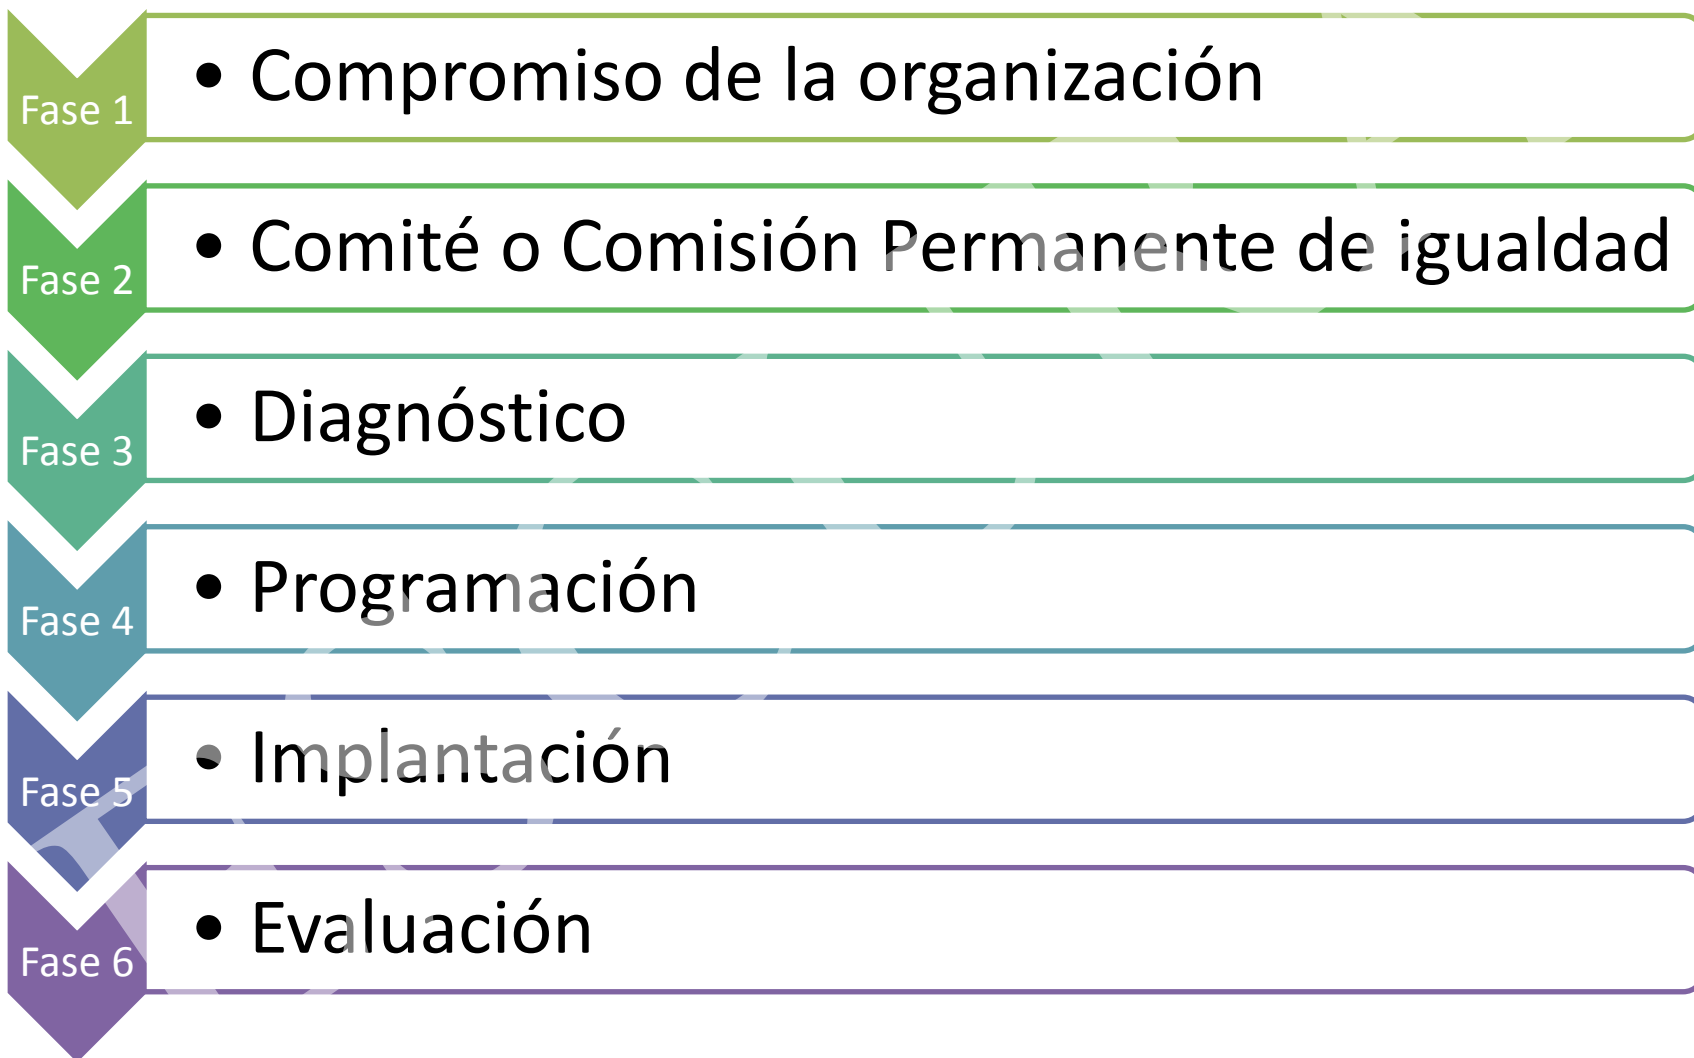 Fase 1
• Compromiso de la organización
Fase 2
• Comité o Comisión Permanente de igualdad
Fase 3
• Diagnóstico
Fase 4
• Programación
Fase 5
• Implantación
Fase 6
• Evaluación